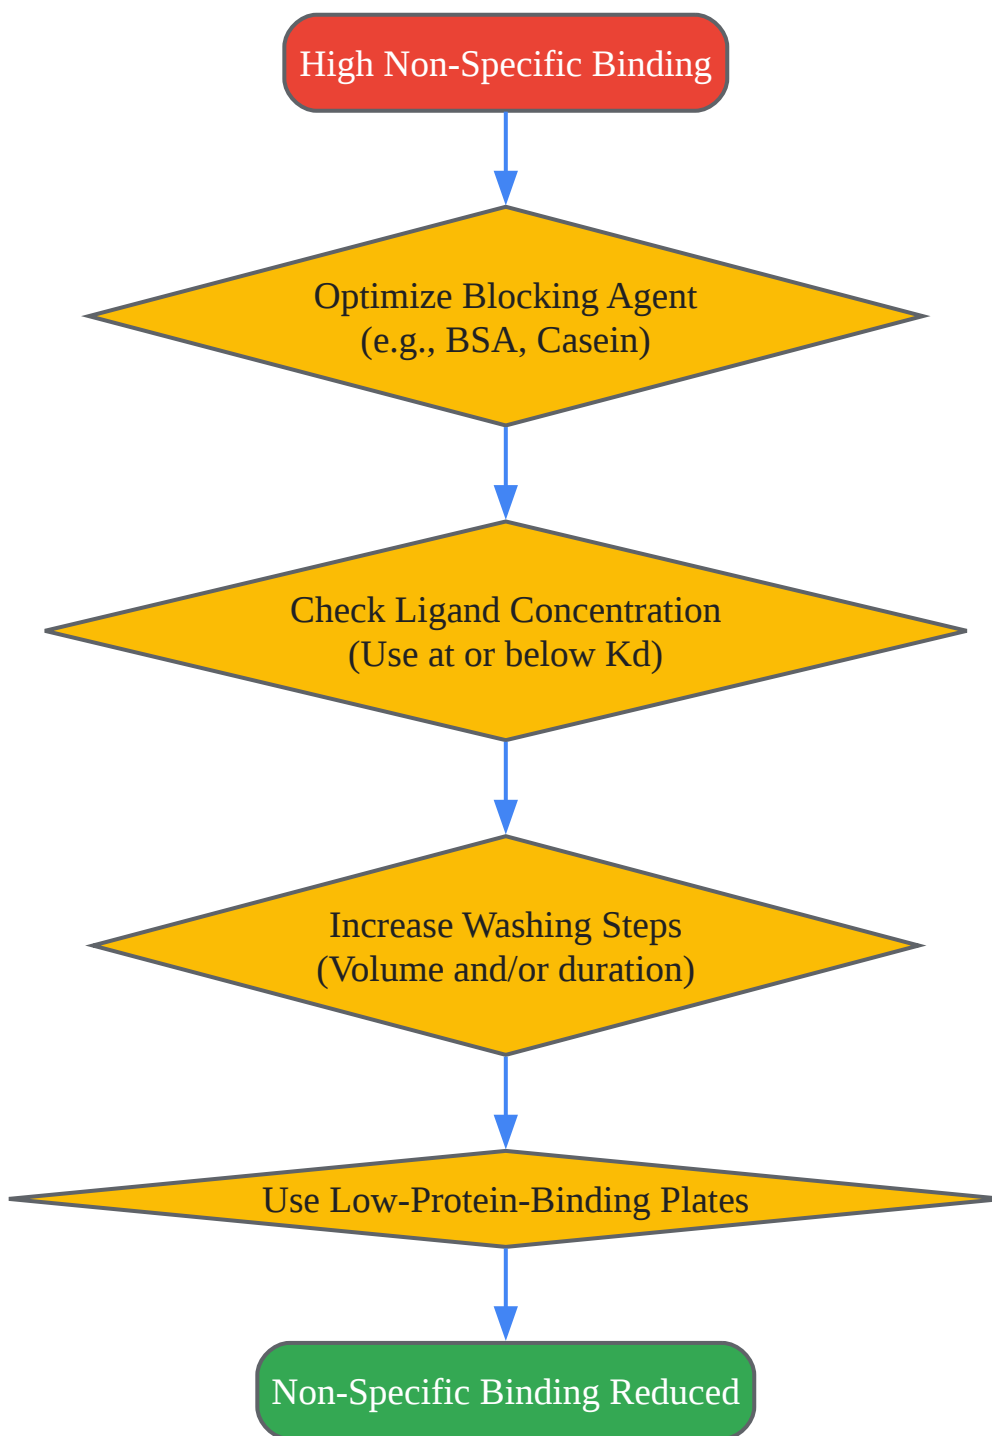 High Non-Specific Binding
Optimize Blocking Agent
(e.g., BSA, Casein)
Check Ligand Concentration
(Use at or below Kd)
Increase Washing Steps
(Volume and/or duration)
Use Low-Protein-Binding Plates
Non-Specific Binding Reduced